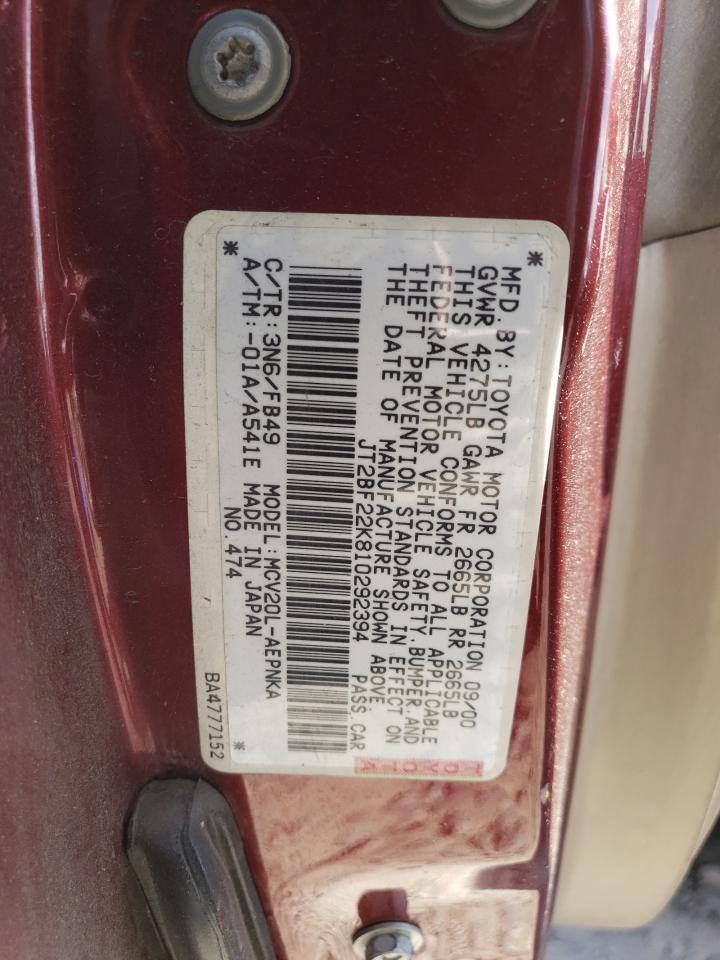 * MFD. BY: TOYOTA MOTOR CORPORATION 09/00
GVWR 4275LB GAWR FR 2665LB RR 2665LB
THIS VEHICLE CONFORMS TO ALL APPLICABLE
FEDERAL MOTOR VEHICLE SAFETY, BUMPER, AND
THEFT PREVENTION STANDARDS IN EFFECT ON
THE DATE OF MANUFACTURE SHOWN ABOVE.
JT2BF22K810292394 PASS. CAR
C/TR: 3N6/FB49 MODEL: MCV20L-AEPNKA
A/TM: -01A/A541E MADE IN JAPAN
* NO. 474 *
BA4777152
TOYOTA